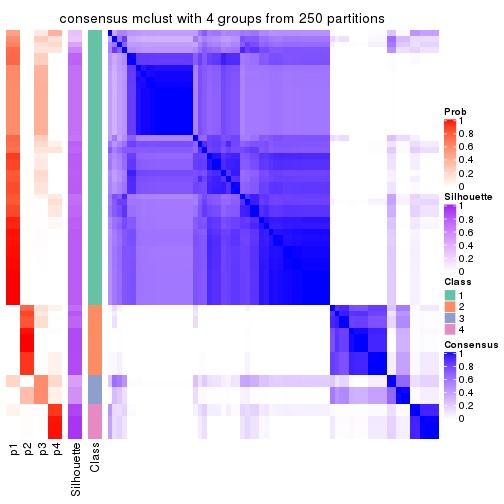 consensus mclust with 4 groups from 250 partitions
Prob
1
0.8
0.6
0.4
0.2
0
Silhouette
1
0.8
0.6
0.4
0.2
0
Class
1
2
3
4
Consensus
1
0.8
0.6
0.4
0.2
0
p1
p2
p3
p4
Silhouette
Class